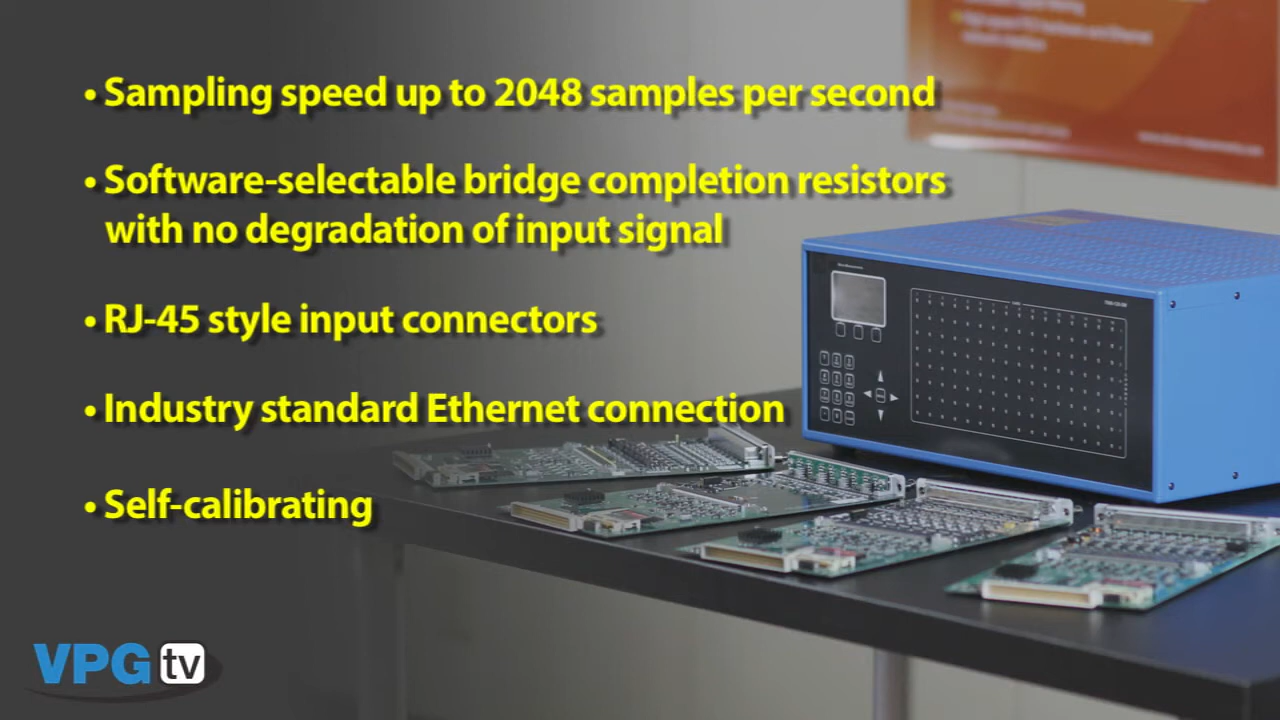 • Sampling speed up to 2048 samples per second
• Software-selectable bridge completion resistors
with no degradation of input signal
• RJ-45 style input connectors
• Industry standard Ethernet connection
• Self-calibrating
VPG tv